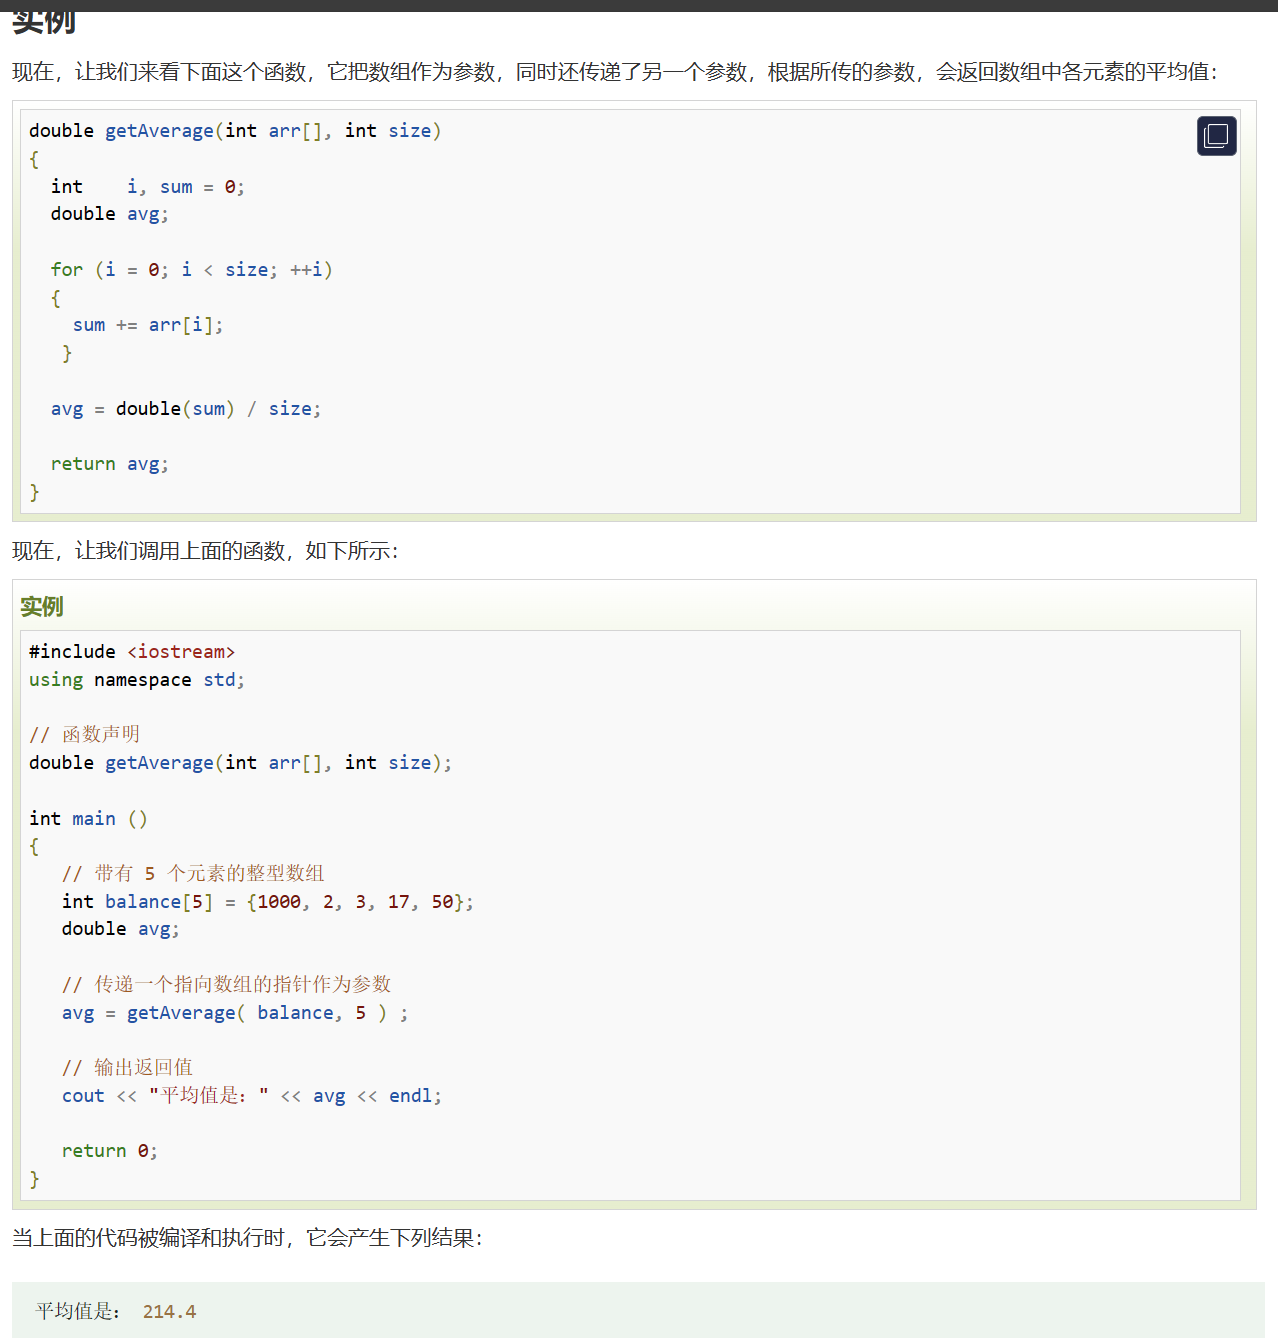 实例
现在，让我们来看下面这个函数，它把数组作为参数，同时还传递了另一个参数，根据所传的参数，会返回数组中各元素的平均值：
double getAverage(int arr[], int size)
{
  int    i, sum = 0;
  double avg;
  for (i = 0; i < size; ++i)
  {
    sum += arr[i];
   }
  avg = double(sum) / size;
  return avg;
}
现在，让我们调用上面的函数，如下所示：
实例
#include <iostream>
using namespace std;
// 函数声明
double getAverage(int arr[], int size);
int main ()
{
   // 带有 5 个元素的整型数组
   int balance[5] = {1000, 2, 3, 17, 50};
   double avg;
   // 传递一个指向数组的指针作为参数
   avg = getAverage( balance, 5 ) ;
   // 输出返回值
   cout << "平均值是：" << avg << endl;
   return 0;
}
当上面的代码被编译和执行时，它会产生下列结果：
平均值是： 214.4